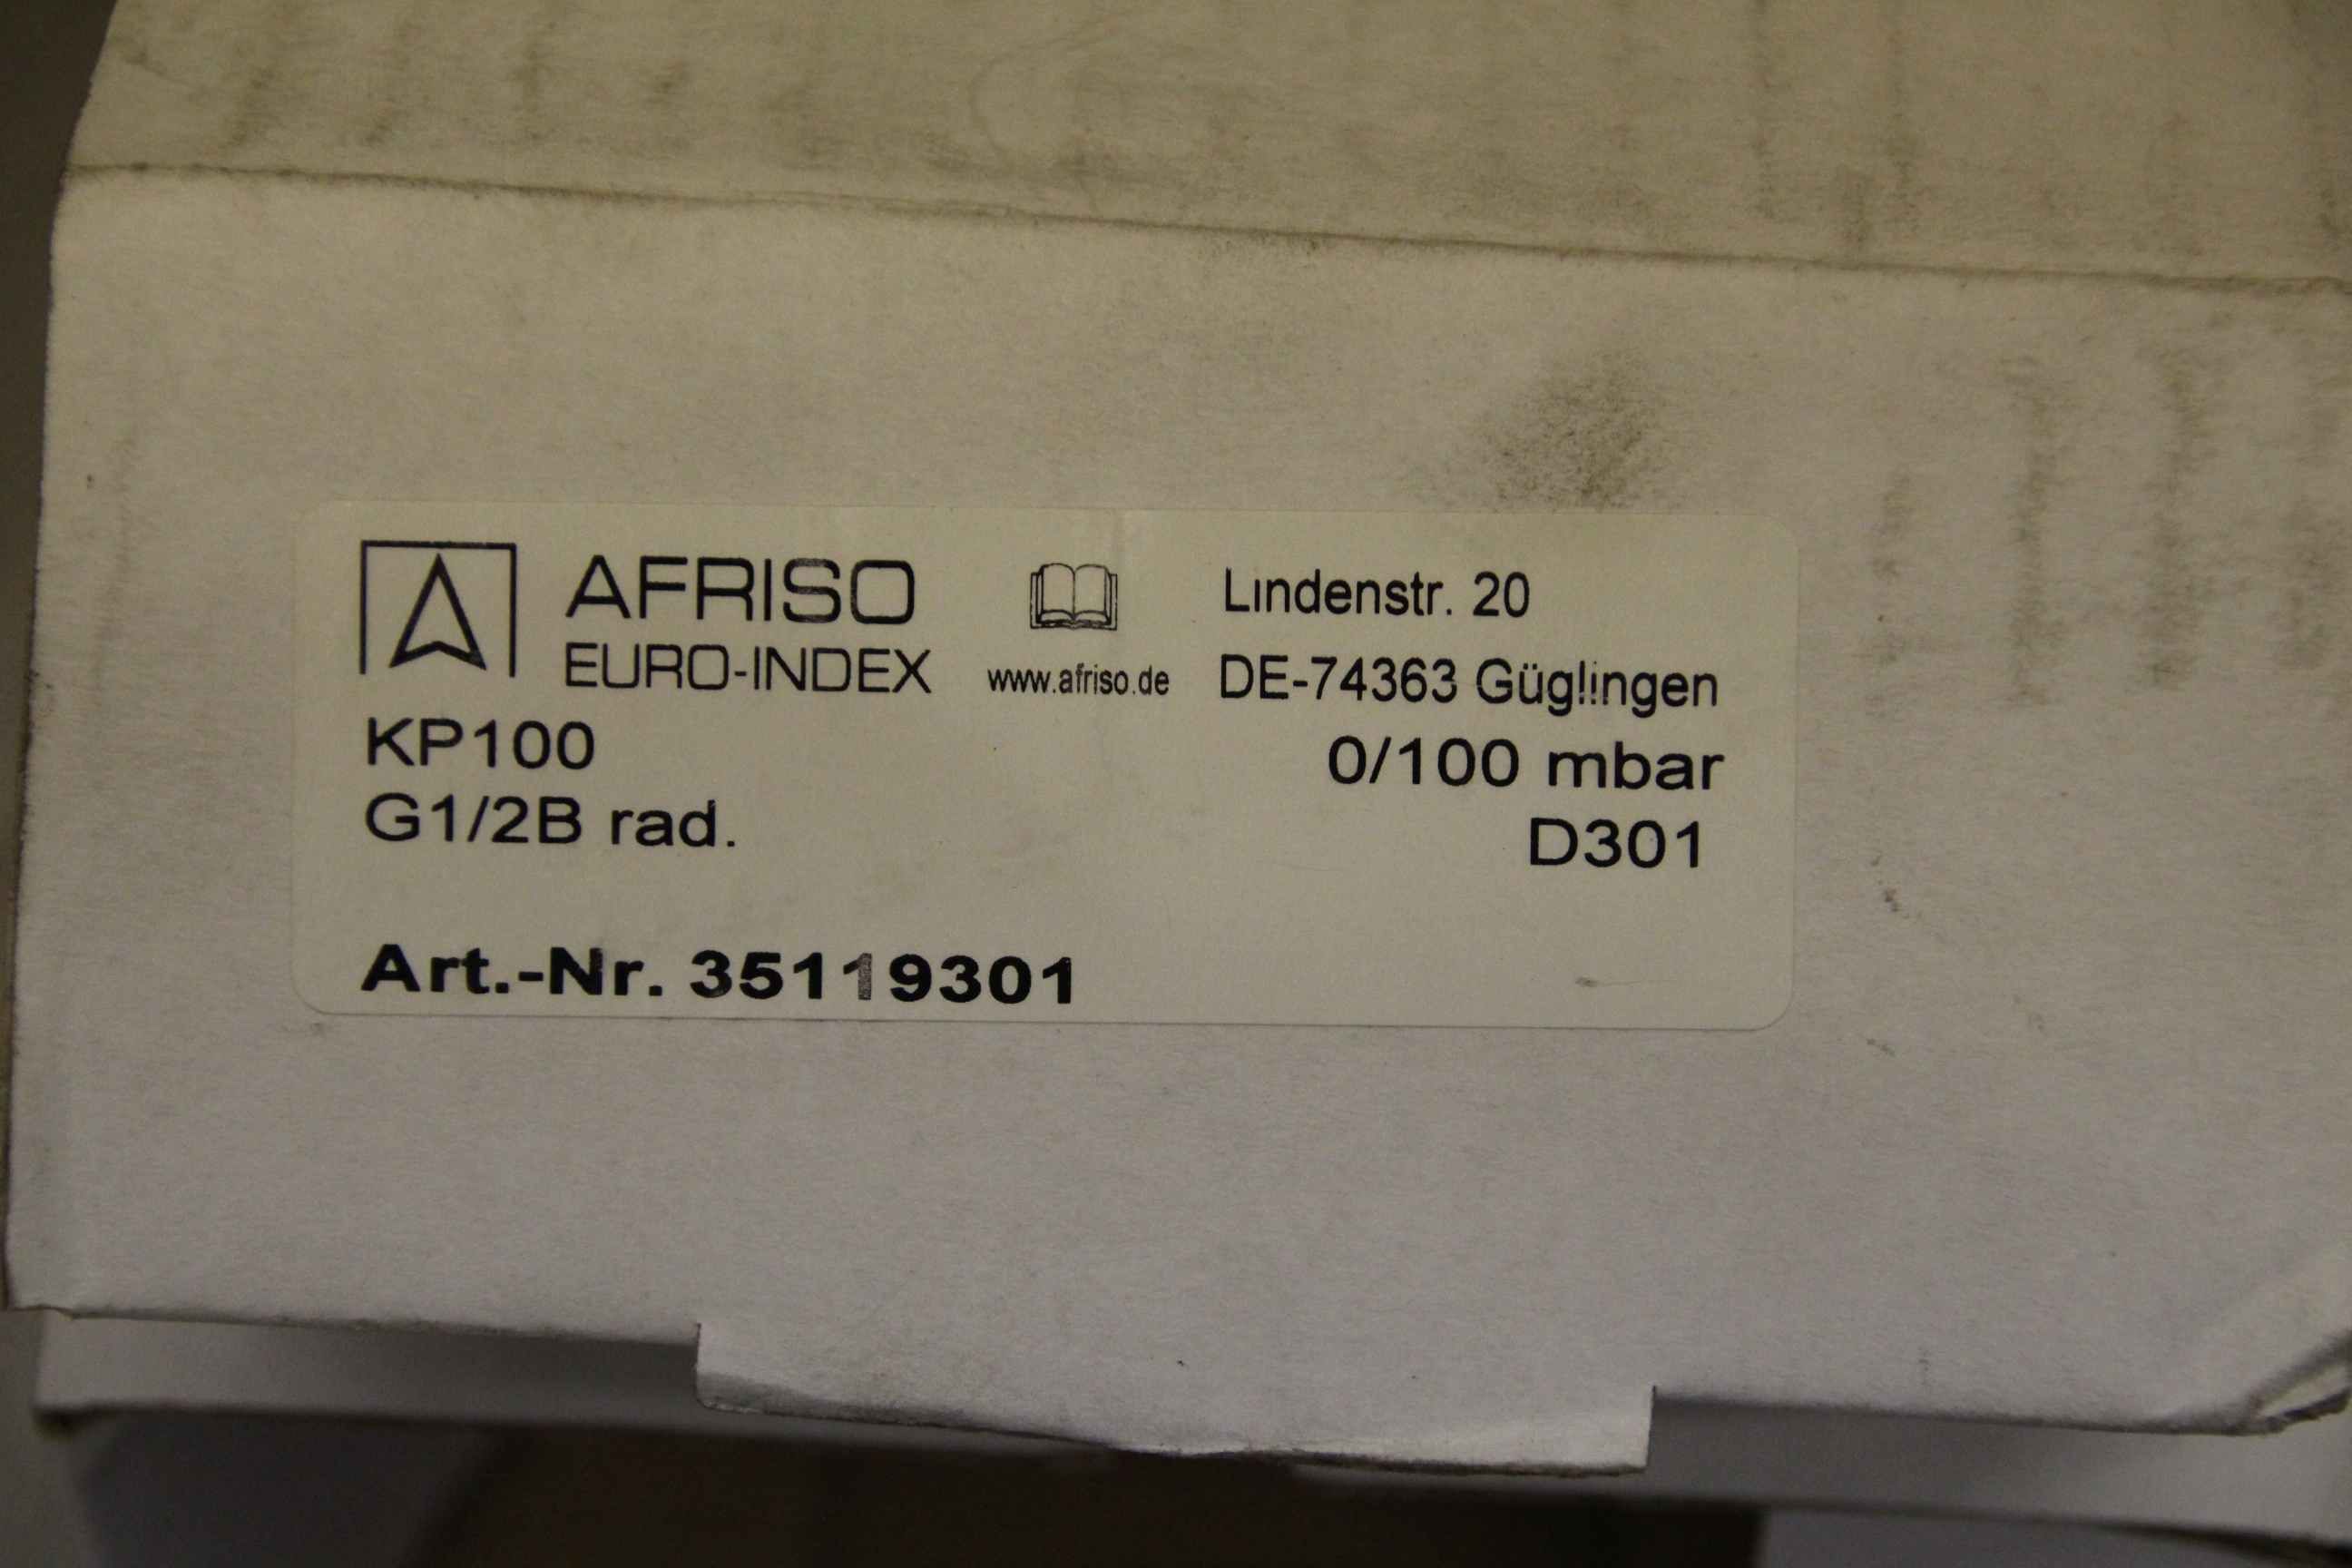 AFRISO
EURO-INDEX
www.afriso.de
Lindenstr. 20
DE-74363 Güglingen
KP100
0/100 mbar
G1/2B rad.
D301
Art.-Nr. 35119301